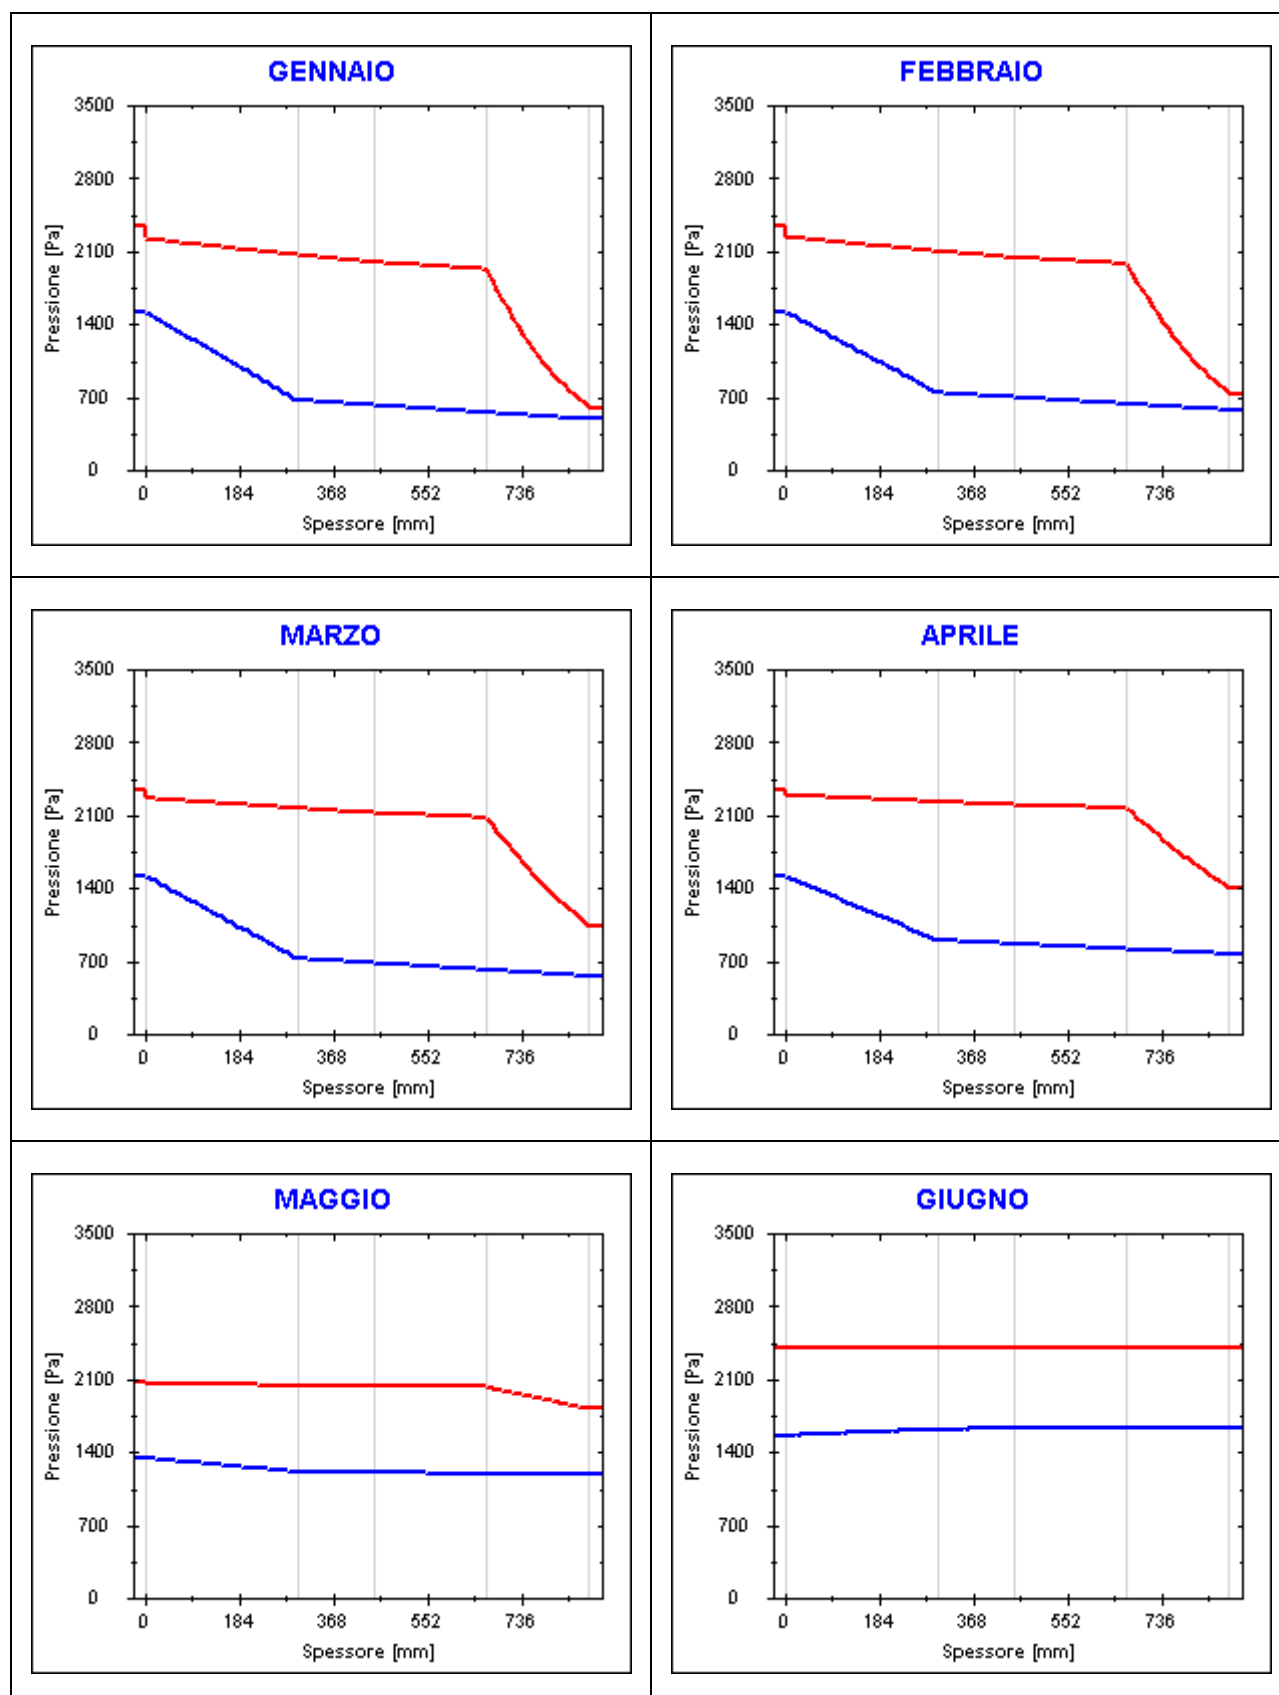 GENNAIO
3500
2800
2100
1400
700
0
Pressione [Pa]
0 184 368 552 736
Spessore [mm]
FEBBRAIO
3500
2800
2100
1400
700
0
Pressione [Pa]
0 184 368 552 736
Spessore [mm]
MARZO
3500
2800
2100
1400
700
0
Pressione [Pa]
0 184 368 552 736
Spessore [mm]
APRILE
3500
2800
2100
1400
700
0
Pressione [Pa]
0 184 368 552 736
Spessore [mm]
MAGGIO
3500
2800
2100
1400
700
0
Pressione [Pa]
0 184 368 552 736
Spessore [mm]
GIUGNO
3500
2800
2100
1400
700
0
Pressione [Pa]
0 184 368 552 736
Spessore [mm]